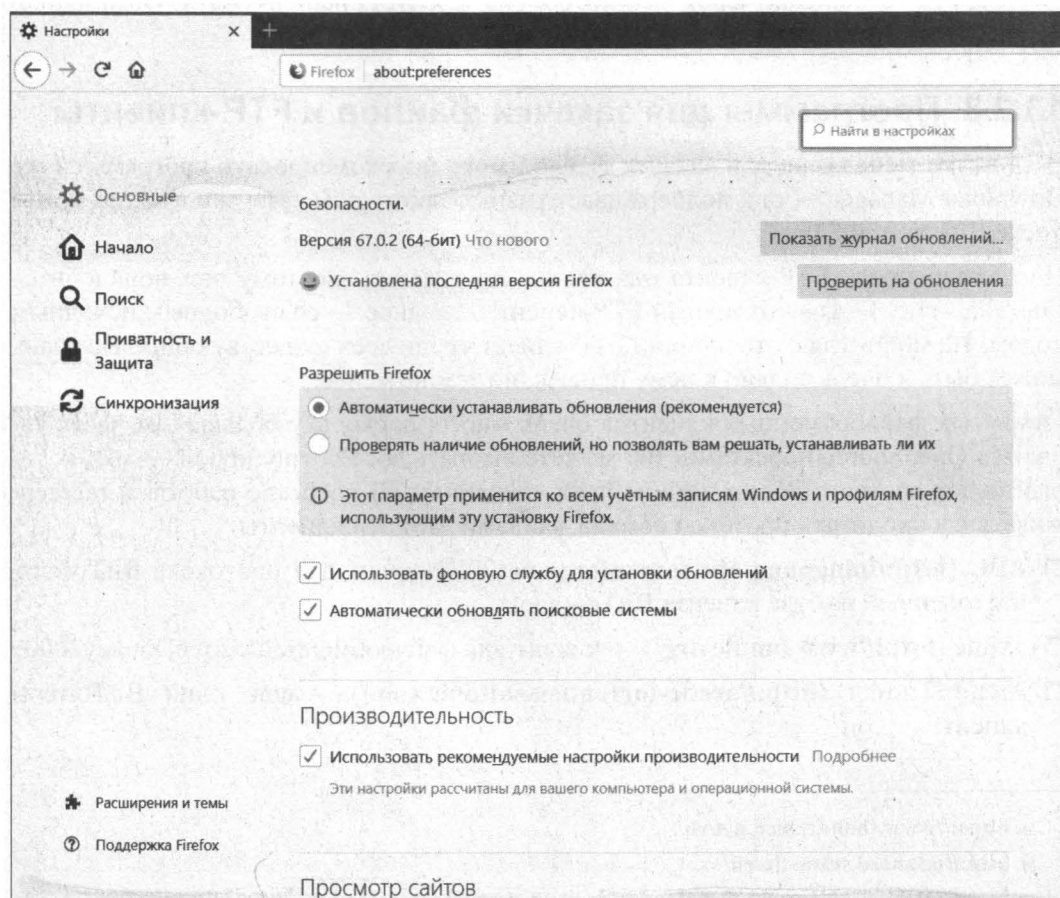 Настройки
Firefox about:preferences
Найти в настройках
Основные
Начало
Поиск
Приватность и
Защита
Синхронизация
безопасности.
Версия 67.0.2 (64-бит) Что нового
Показать журнал обновлений...
Установлена последняя версия Firefox
Проверить на обновления
Разрешить Firefox
Автоматически устанавливать обновления (рекомендуется)
Проверять наличие обновлений, но позволять вам решать, устанавливать ли их
Этот параметр применится ко всем учётным записям Windows и профилям Firefox,
использующим эту установку Firefox.
Использовать фоновую службу для установки обновлений
Автоматически обновлять поисковые системы
Производительность
Использовать рекомендуемые настройки производительности Подробнее
Эти настройки рассчитаны для вашего компьютера и операционной системы.
Расширения и темы
Поддержка Firefox
Просмотр сайтов